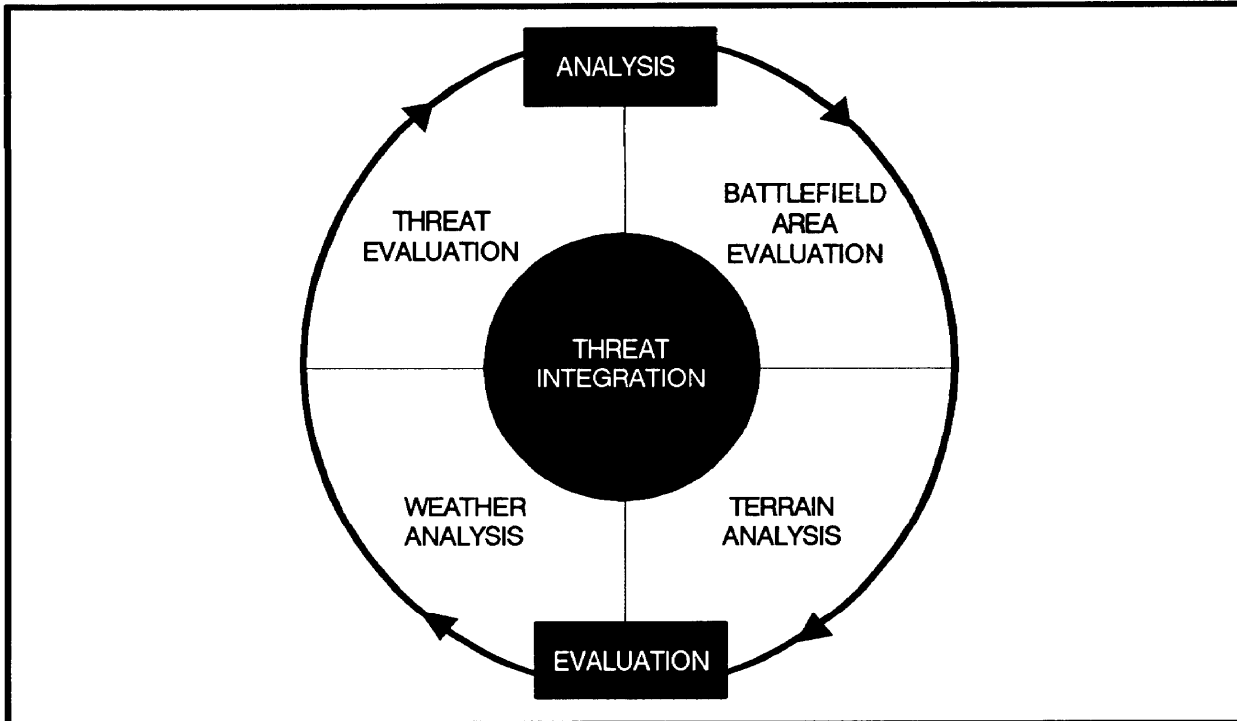 ANALYSIS
THREAT
EVALUATION
BATTLEFIELD
AREA
EVALUATION
THREAT
INTEGRATION
WEATHER
ANALYSIS
TERRAIN
ANALYSIS
EVALUATION